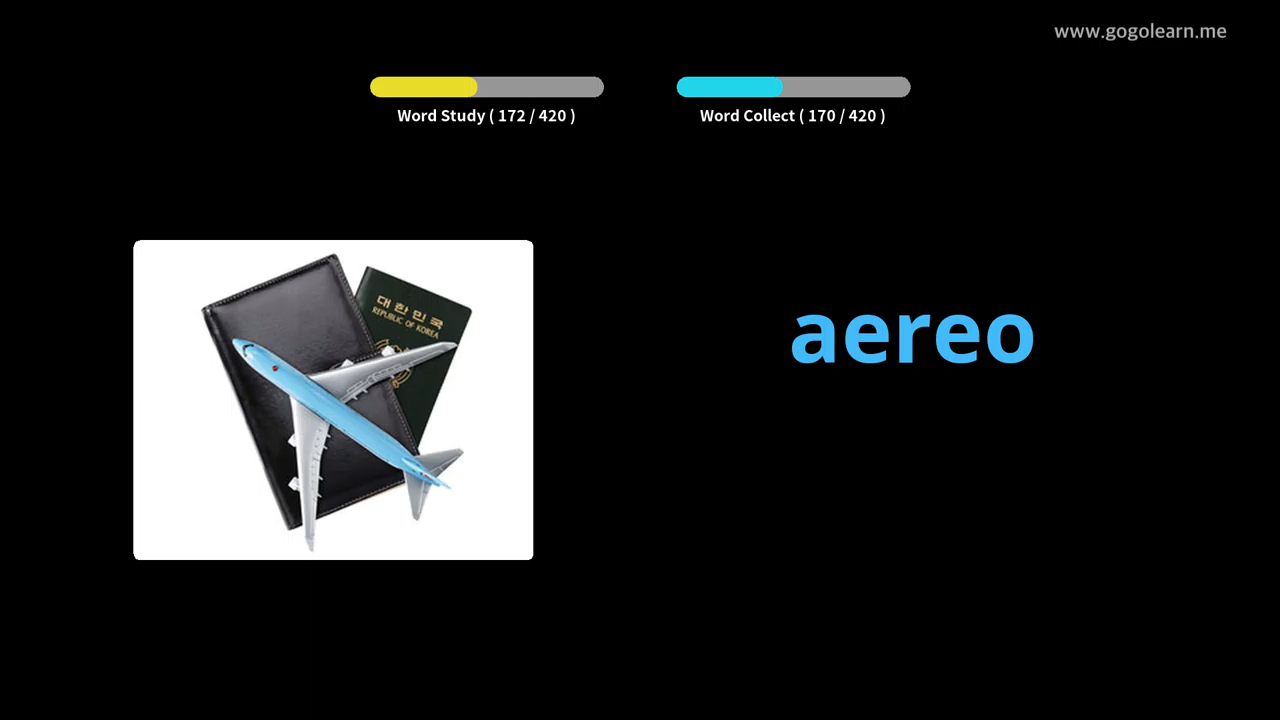 www.gogolearn.me
Word Study ( 172 / 420 )
Word Collect ( 170 / 420 )
대한민국
REPUBLIC OF KOREA
aereo